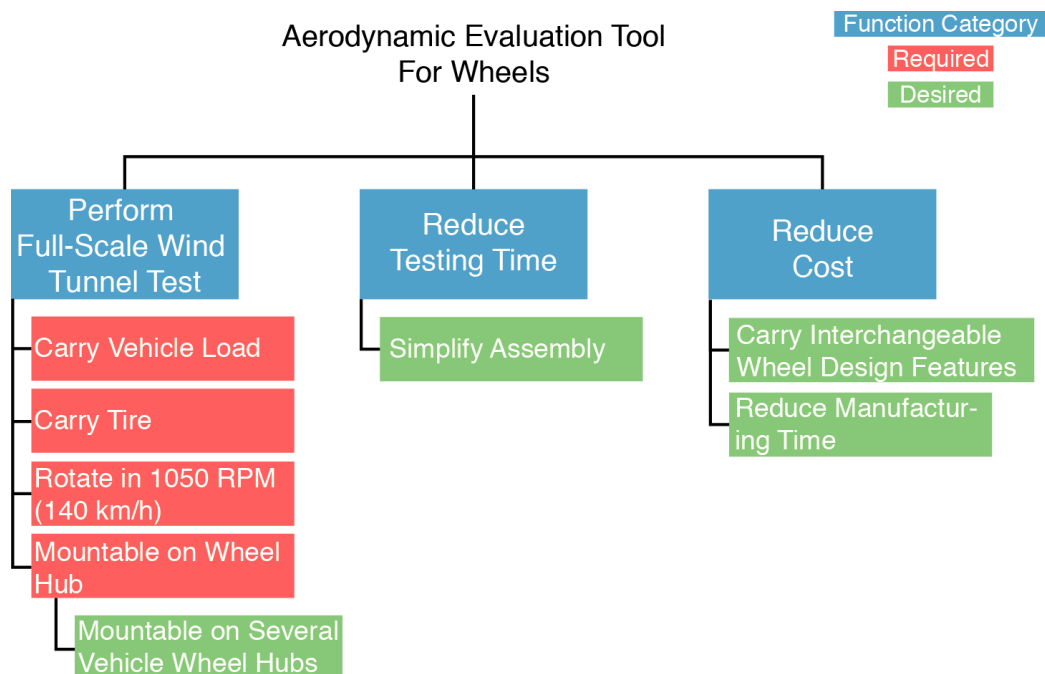 Aerodynamic Evaluation Tool
For Wheels
Function Category
Required
Desired
Perform
Full-Scale Wind
Tunnel Test
Carry Vehicle Load
Carry Tire
Rotate in 1050 RPM
(140 km/h)
Mountable on Wheel
Hub
Mountable on Several
Vehicle Wheel Hubs
Reduce
Testing Time
Simplify Assembly
Reduce
Cost
Carry Interchangeable
Wheel Design Features
Reduce Manufactur-
ing Time